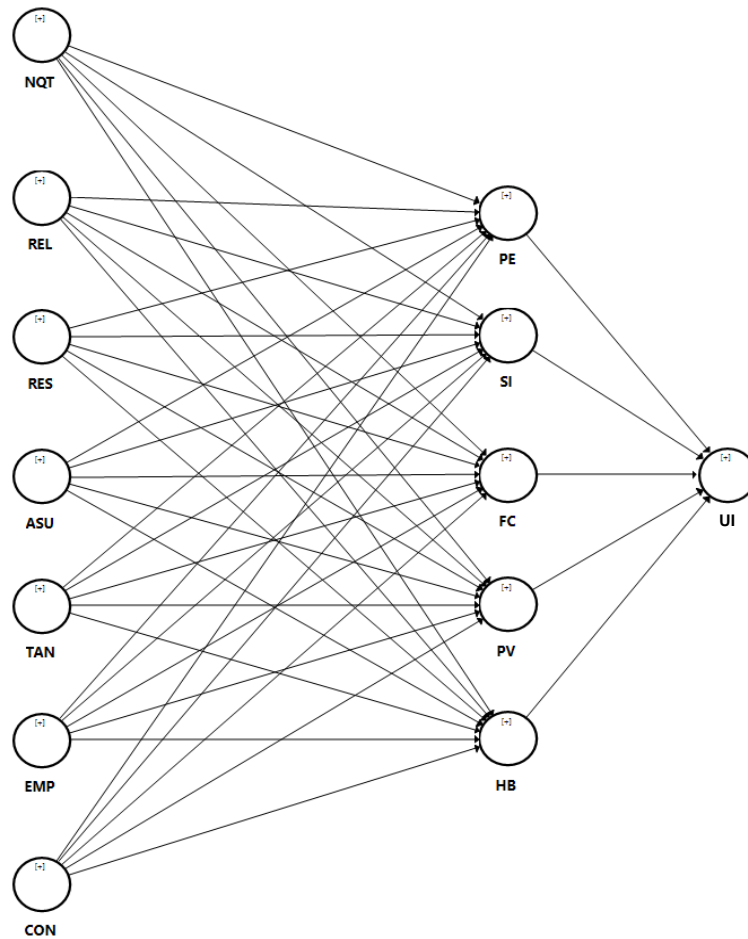 [+]
NQT
[+]
REL
[+]
RES
[+]
ASU
[+]
TAN
[+]
EMP
[+]
CON
[+]
PE
[+]
SI
[+]
FC
[+]
PV
[+]
HB
[+]
UI